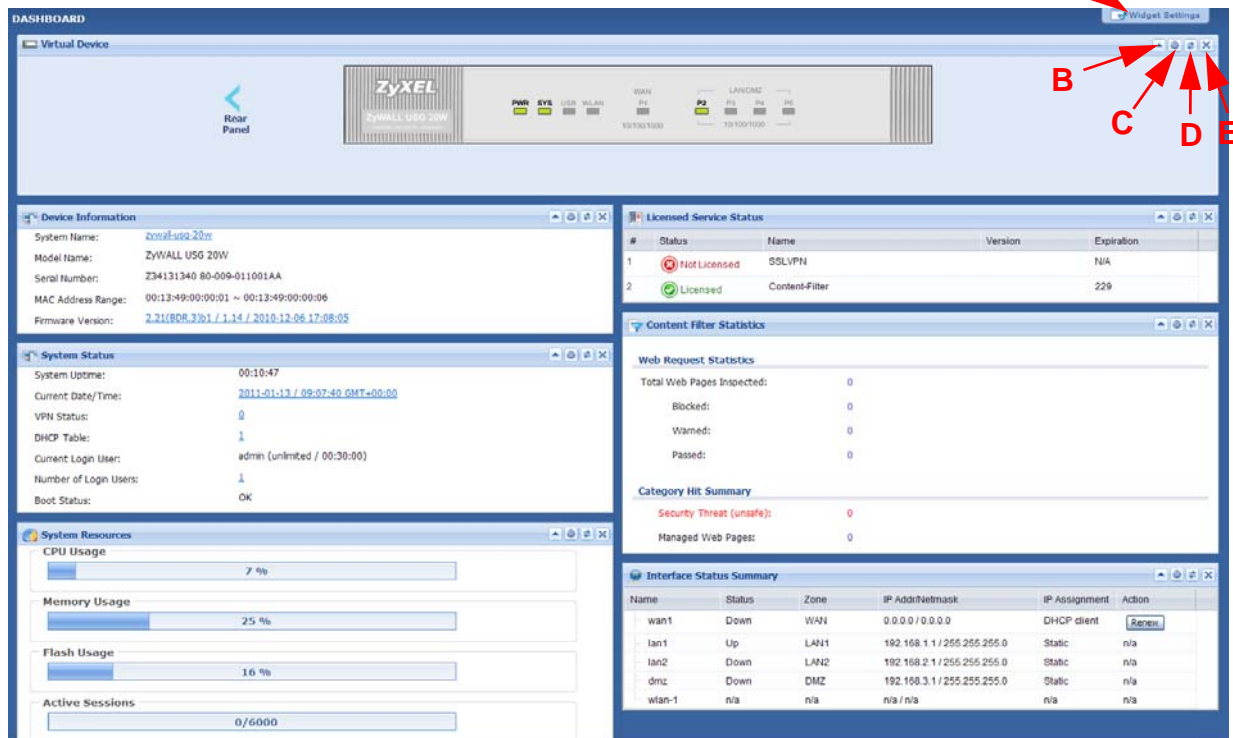 DASHBOARD
Widget Settings
Virtual Device
B
C
D
E
Rear
Panel
ZyXEL
ZyWALL USG 20W
PWR SYS USB WLAN
WAN
P1
10/100/1000
LAN/DMZ
P2 P3 P4 P5
10/100/1000
Device Information
System Name: zywall-usg-20w
Model Name: ZyWALL USG 20W
Serial Number: Z34131340 80-009-011001AA
MAC Address Range: 00:13:49:00:00:01 ~ 00:13:49:00:00:06
Firmware Version: 2.21(BDR.3)b1 / 1.14 / 2010-12-06 17:08:05
System Status
System Uptime: 00:10:47
Current Date/Time: 2011-01-13 / 09:07:40 GMT+00:00
VPN Status: 0
DHCP Table: 1
Current Login User: admin (unlimited / 00:30:00)
Number of Login Users: 1
Boot Status: OK
System Resources
CPU Usage
7 %
Memory Usage
25 %
Flash Usage
16 %
Active Sessions
0/6000
Licensed Service Status
# Status Name Version Expiration
1 Not Licensed SSLVPN N/A
2 Licensed Content-Filter 229
Content Filter Statistics
Web Request Statistics
Total Web Pages Inspected: 0
Blocked: 0
Warned: 0
Passed: 0
Category Hit Summary
Security Threat (unsafe): 0
Managed Web Pages: 0
Interface Status Summary
Name Status Zone IP Addr/Netmask IP Assignment Action
wan1 Down WAN 0.0.0.0 / 0.0.0.0 DHCP client Renew
lan1 Up LAN1 192.168.1.1 / 255.255.255.0 Static n/a
lan2 Down LAN2 192.168.2.1 / 255.255.255.0 Static n/a
dmz Down DMZ 192.168.3.1 / 255.255.255.0 Static n/a
wlan-1 n/a n/a n/a / n/a n/a n/a